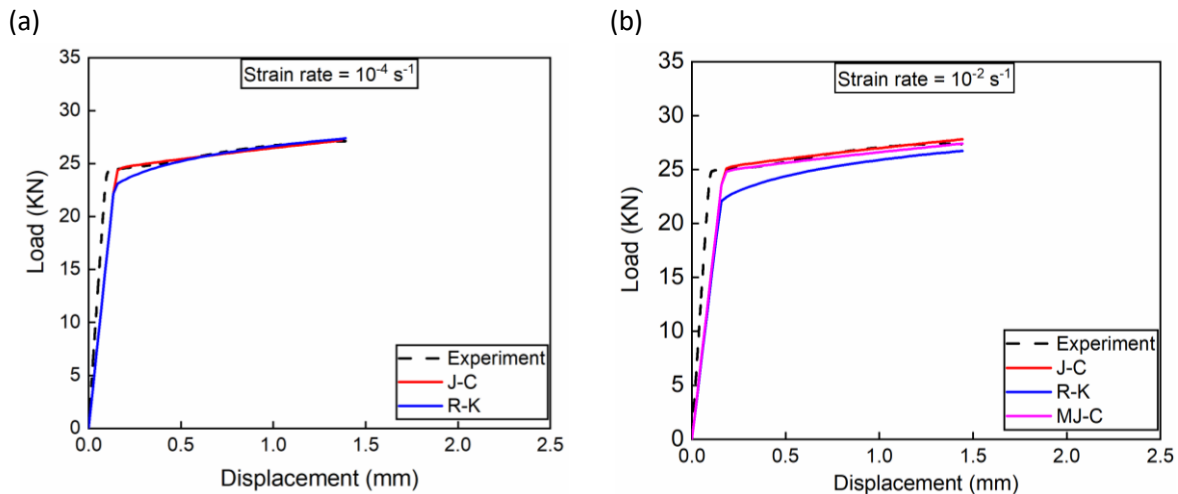 (a)
(b)
Strain rate = 10⁻⁴ s⁻¹
35
30
25
20
15
10
5
0
Load (KN)
Experiment
J-C
R-K
0.0 0.5 1.0 1.5 2.0 2.5
Displacement (mm)
Strain rate = 10⁻² s⁻¹
35
30
25
20
15
10
5
0
Load (KN)
Experiment
J-C
R-K
MJ-C
0.0 0.5 1.0 1.5 2.0 2.5
Displacement (mm)